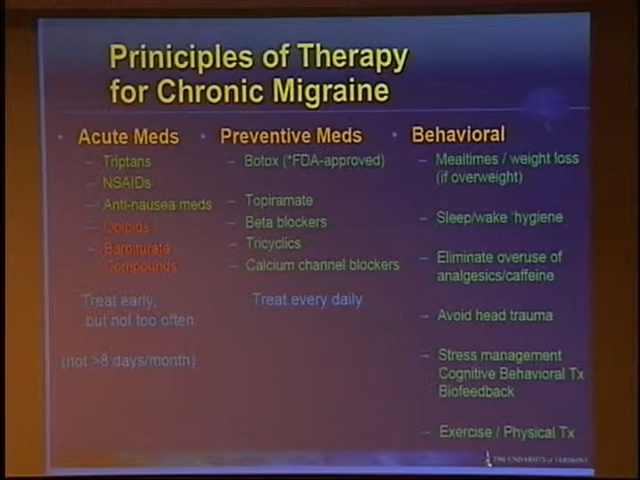 Priniciples of Therapy
for Chronic Migraine
• Acute Meds
– Triptans
– NSAIDs
– Anti-nausea meds
– Opioids
– Barbiturate
Compounds
Treat early,
but not too often
(not >8 days/month)
• Preventive Meds
– Botox (*FDA-approved)
– Topiramate
– Beta blockers
– Tricyclics
– Calcium channel blockers
Treat every daily
• Behavioral
– Mealtimes / weight loss
(if overweight)
– Sleep/wake 'hygiene
– Eliminate overuse of
analgesics/caffeine
– Avoid head trauma
– Stress management
Cognitive Behavioral Tx
Biofeedback
– Exercise / Physical Tx
THE UNIVERSITY of VERMONT